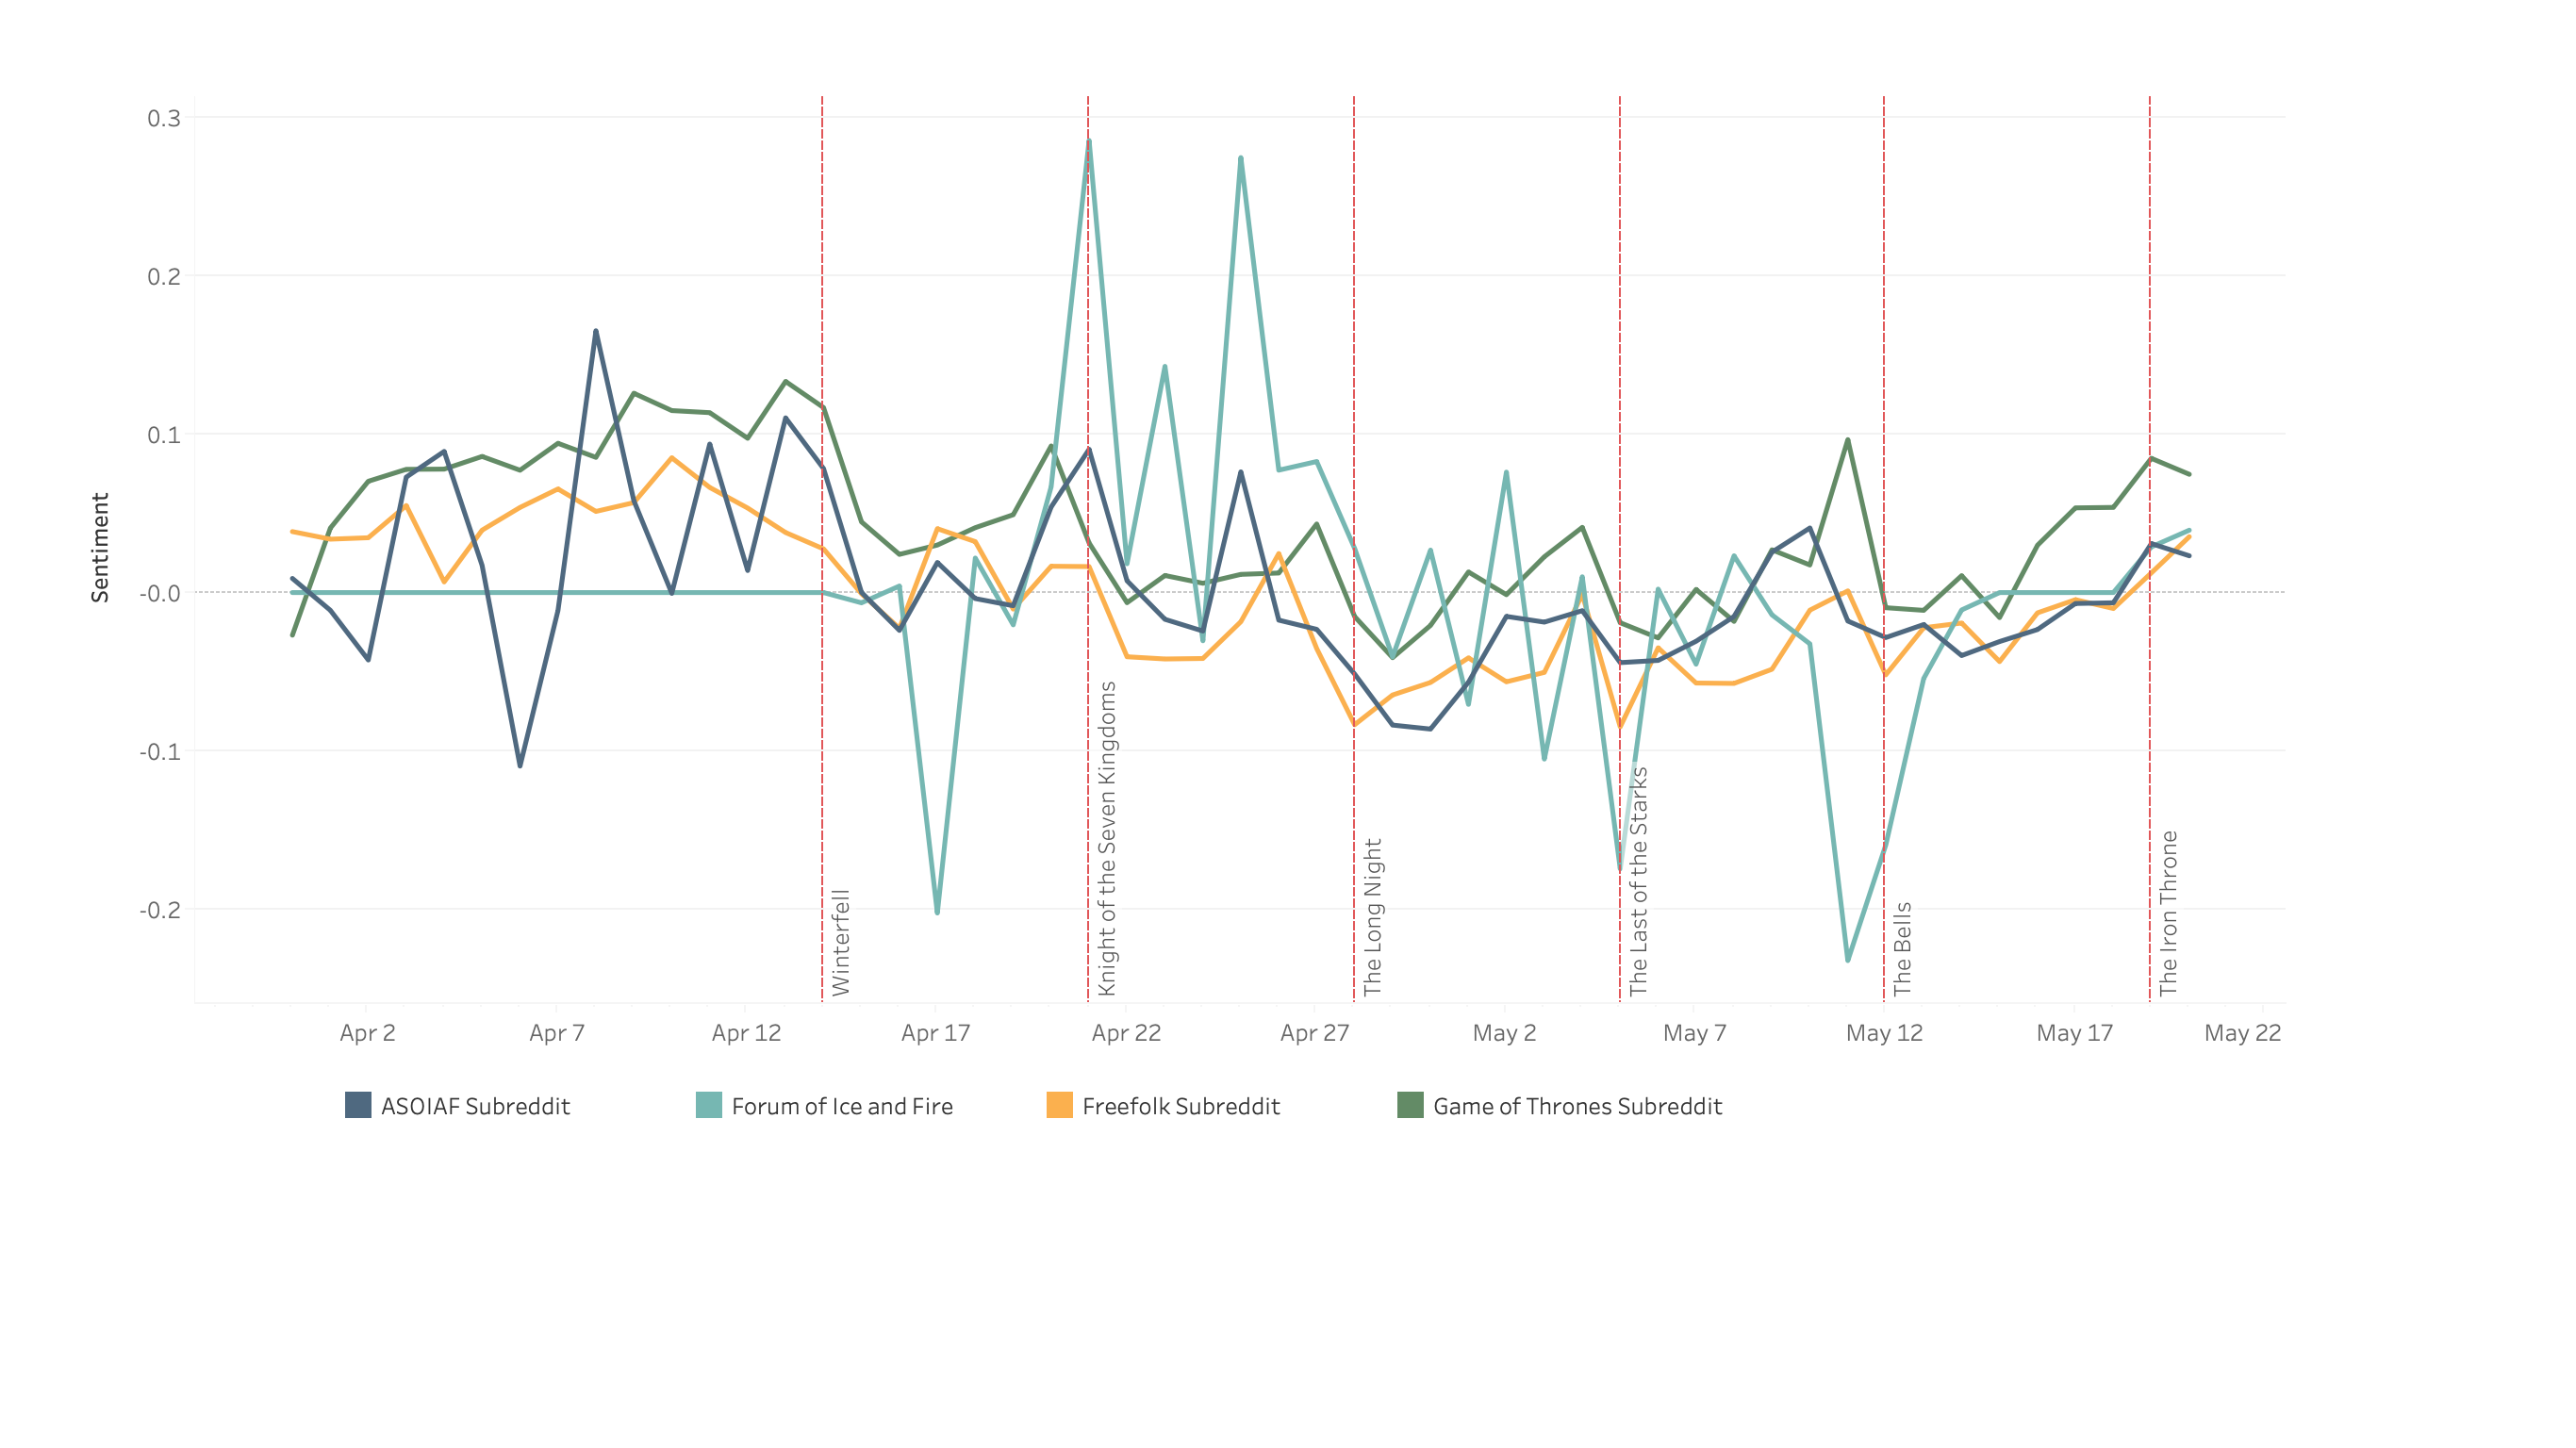 0.3
0.2
0.1
-0.0
-0.1
-0.2
Sentiment
Winterfell
Knight of the Seven Kingdoms
The Long Night
The Last of the Starks
The Bells
The Iron Throne
Apr 2 Apr 7 Apr 12 Apr 17 Apr 22 Apr 27 May 2 May 7 May 12 May 17 May 22
ASOIAF Subreddit Forum of Ice and Fire Freefolk Subreddit Game of Thrones Subreddit